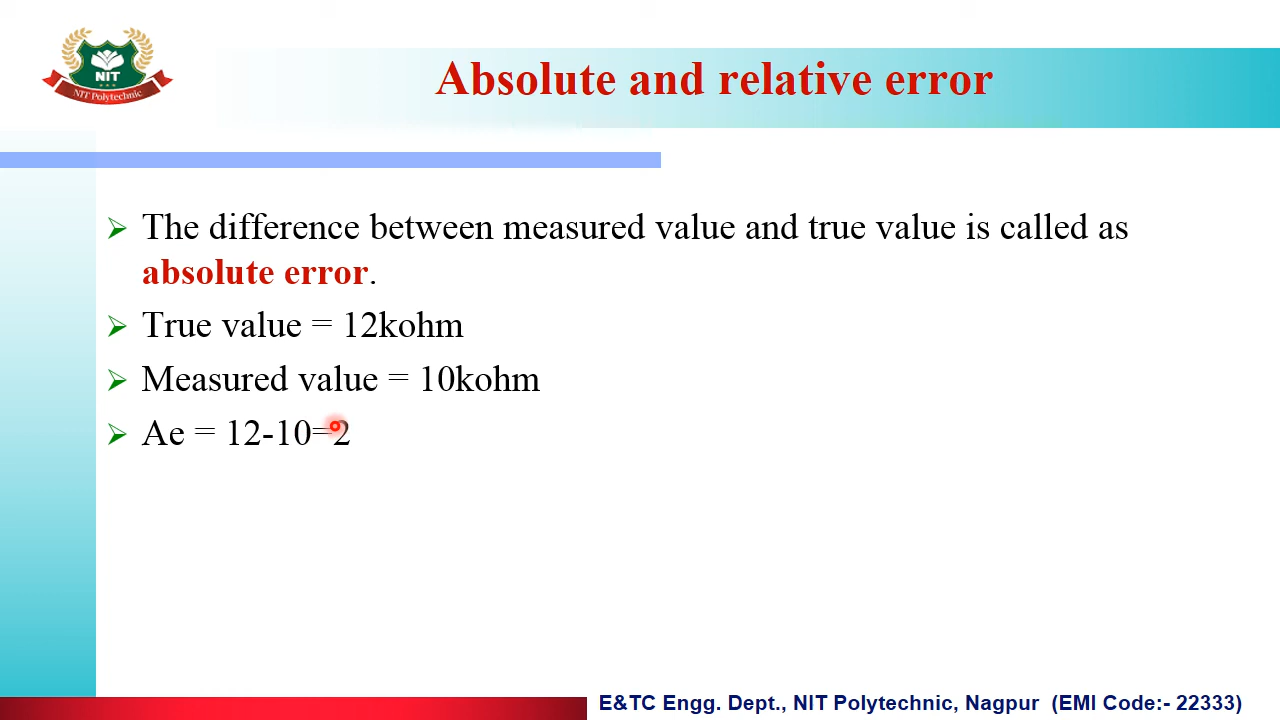 NIT
NIT Polytechnic
Absolute and relative error
The difference between measured value and true value is called as
absolute error.
True value = 12kohm
Measured value = 10kohm
Ae = 12-10=2
E&TC Engg. Dept., NIT Polytechnic, Nagpur (EMI Code:- 22333)